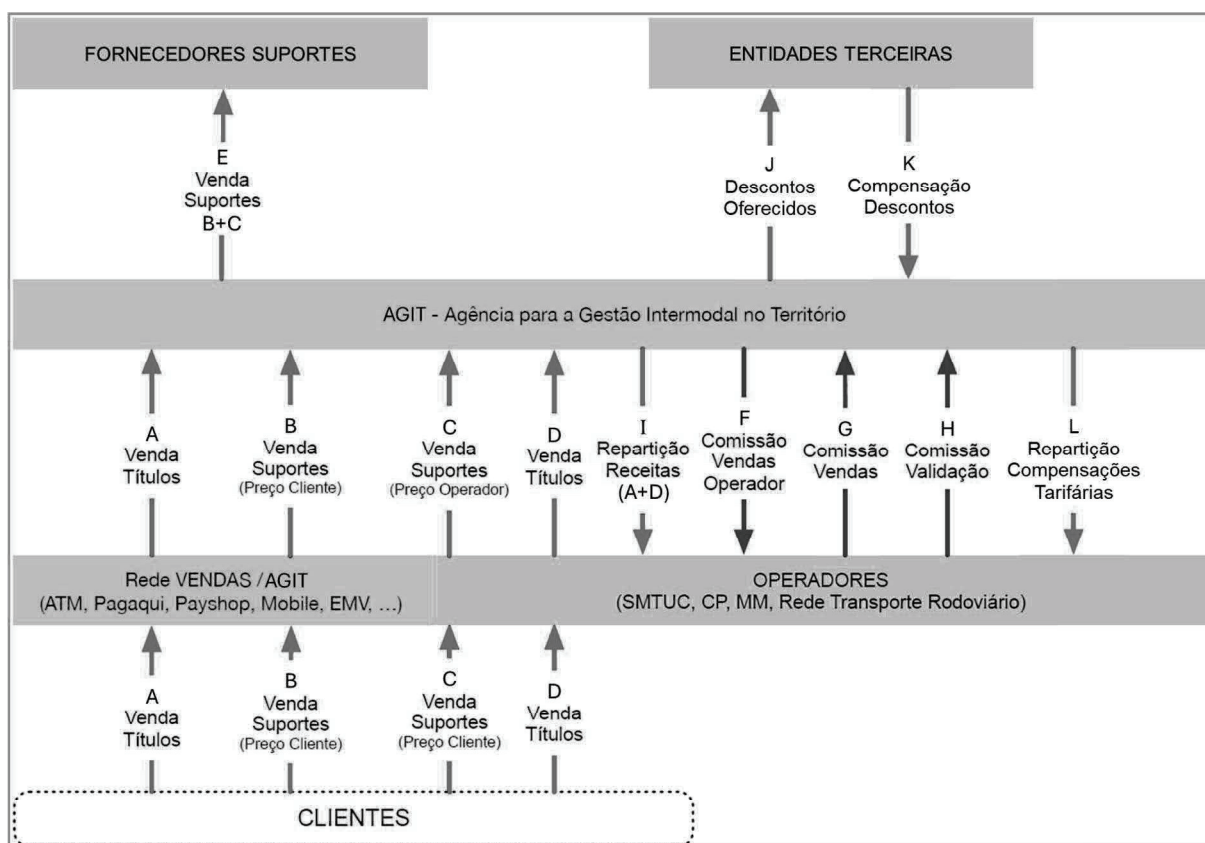 FORNECEDORES SUPORTES
ENTIDADES TERCEIRAS
E
Venda
Suportes
B+C
J
Descontos
Oferecidos
K
Compensação
Descontos
AGIT - Agência para a Gestão Intermodal no Território
A
Venda
Títulos
B
Venda
Suportes
(Preço Cliente)
C
Venda
Suportes
(Preço Operador)
D
Venda
Títulos
I
Repartição
Receitas
(A+D)
F
Comissão
Vendas
Operador
G
Comissão
Vendas
H
Comissão
Validação
L
Repartição
Compensações
Tarifárias
Rede VENDAS /AGIT
(ATM, Pagaqui, Payshop, Mobile, EMV, ...)
OPERADORES
(SMTUC, CP, MM, Rede Transporte Rodoviário)
A
Venda
Títulos
B
Venda
Suportes
(Preço Cliente)
C
Venda
Suportes
(Preço Cliente)
D
Venda
Títulos
CLIENTES